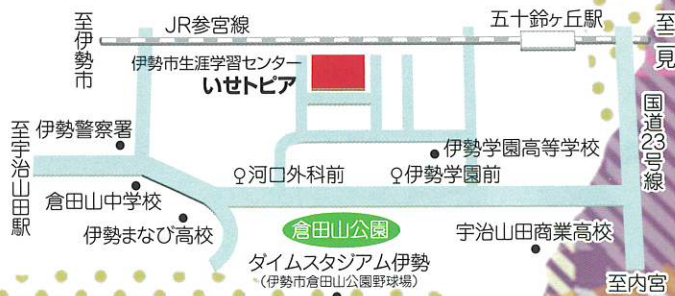 至伊勢市
JR参宮線
五十鈴ヶ丘駅
至二見
伊勢市生涯学習センター
いせトピア
国道23号線
伊勢警察署
至宇治山田駅
伊勢学園高等学校
河口外科前
伊勢学園前
倉田山中学校
伊勢まなび高校
倉田山公園
宇治山田商業高校
ダイムスタジアム伊勢
(伊勢市倉田山公園野球場)
至内宮